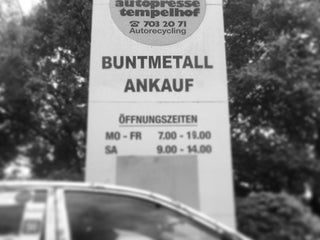 autopresse
tempelhof
☎ 703 20 71
Autorecycling
BUNTMETALL
ANKAUF
ÖFFNUNGSZEITEN
MO - FR 7.00 - 19.00
SA 9.00 - 14.00